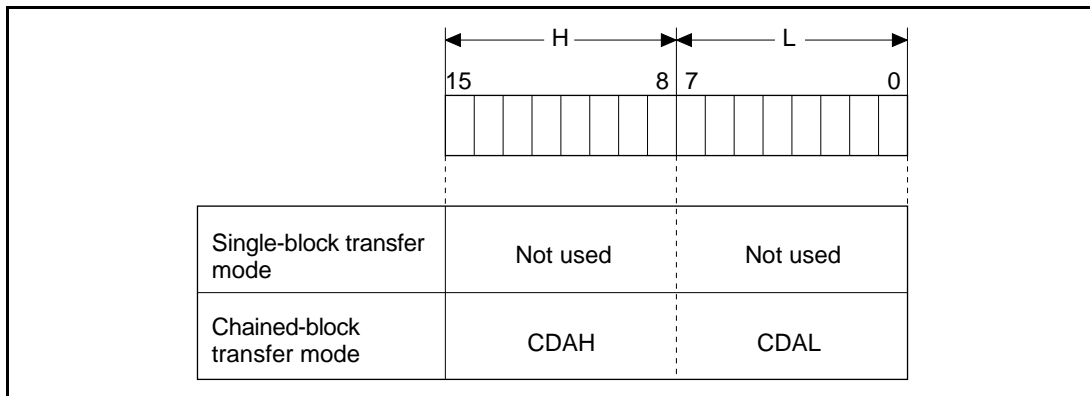 H L
15 8 7 0
Single-block transfer
mode
Not used Not used
Chained-block
transfer mode
CDAH CDAL